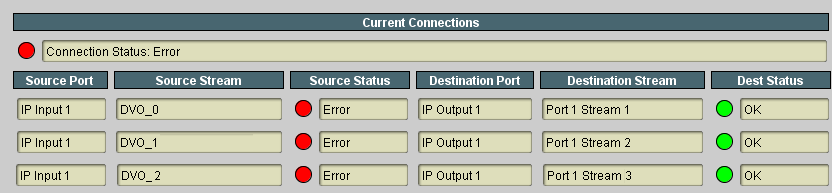 Current Connections
Connection Status: Error
Source Port Source Stream Source Status Destination Port Destination Stream Dest Status
IP Input 1 DVO_0 Error IP Output 1 Port 1 Stream 1 OK
IP Input 1 DVO_1 Error IP Output 1 Port 1 Stream 2 OK
IP Input 1 DVO_2 Error IP Output 1 Port 1 Stream 3 OK